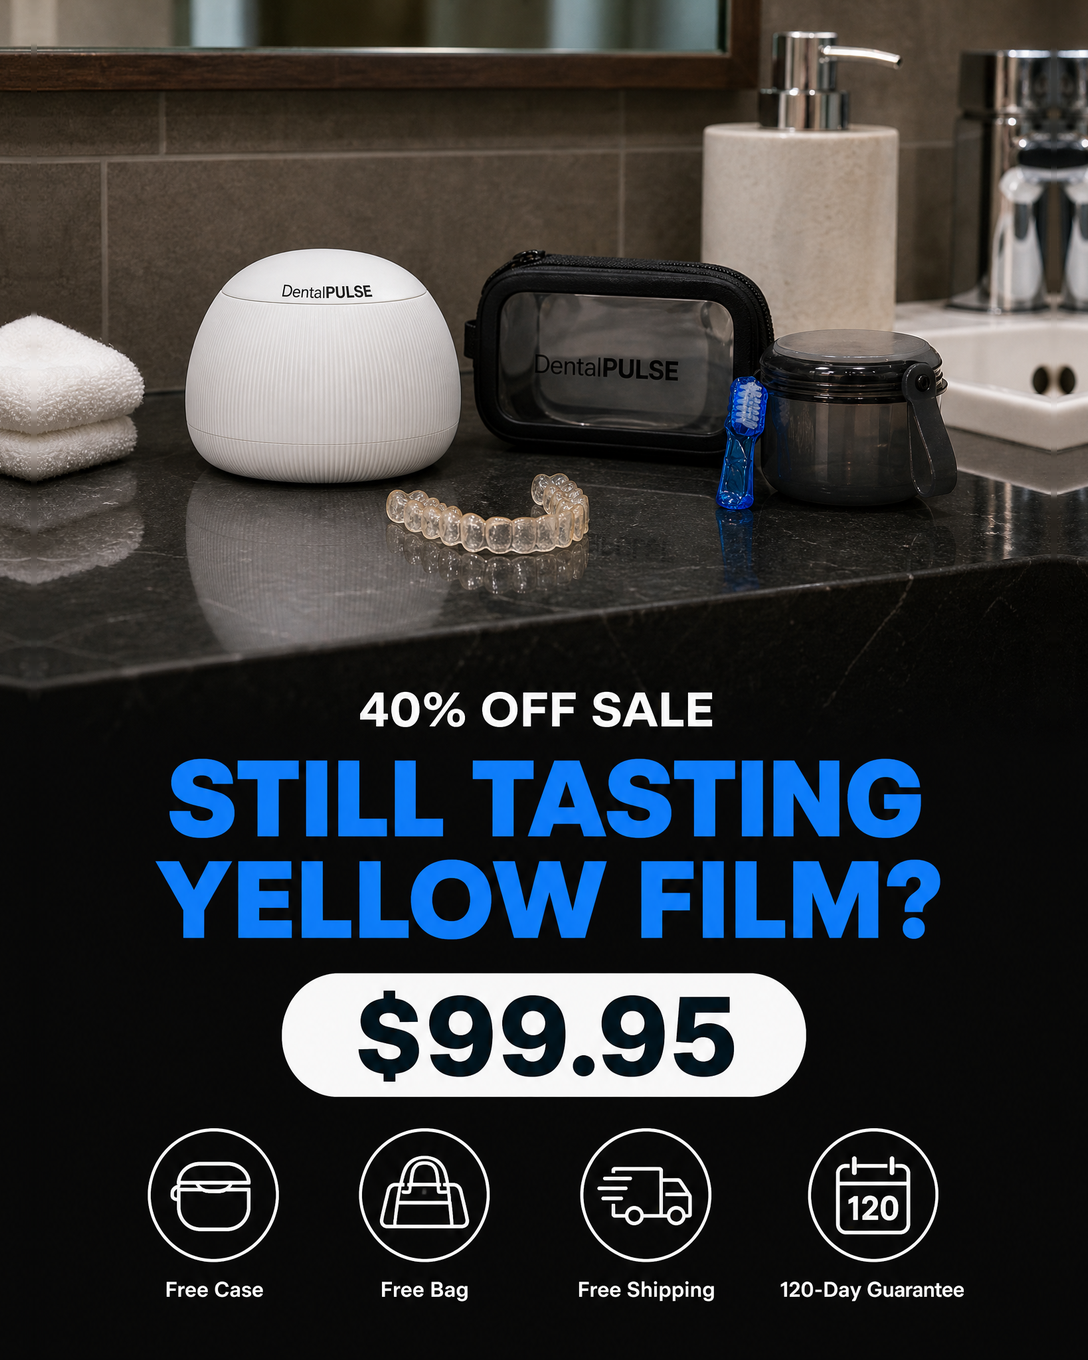 DentalPULSE
DentalPULSE
40% OFF SALE
STILL TASTING
YELLOW FILM?
$99.95
120
Free Case
Free Bag
Free Shipping
120-Day Guarantee